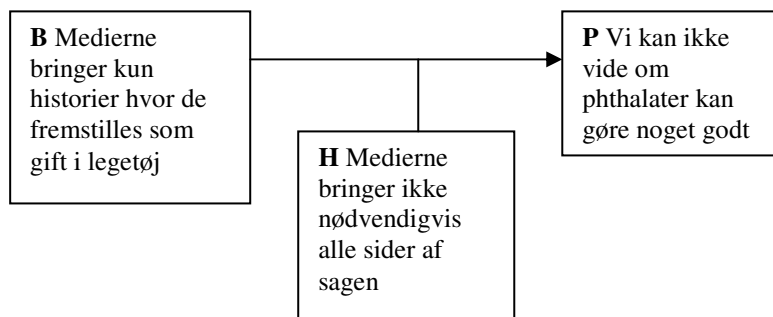 B Medierne
bringer kun
historier hvor de
fremstilles som
gift i legetøj
P Vi kan ikke
vide om
phthalater kan
gøre noget godt
H Medierne
bringer ikke
nødvendigvis
alle sider af
sagen